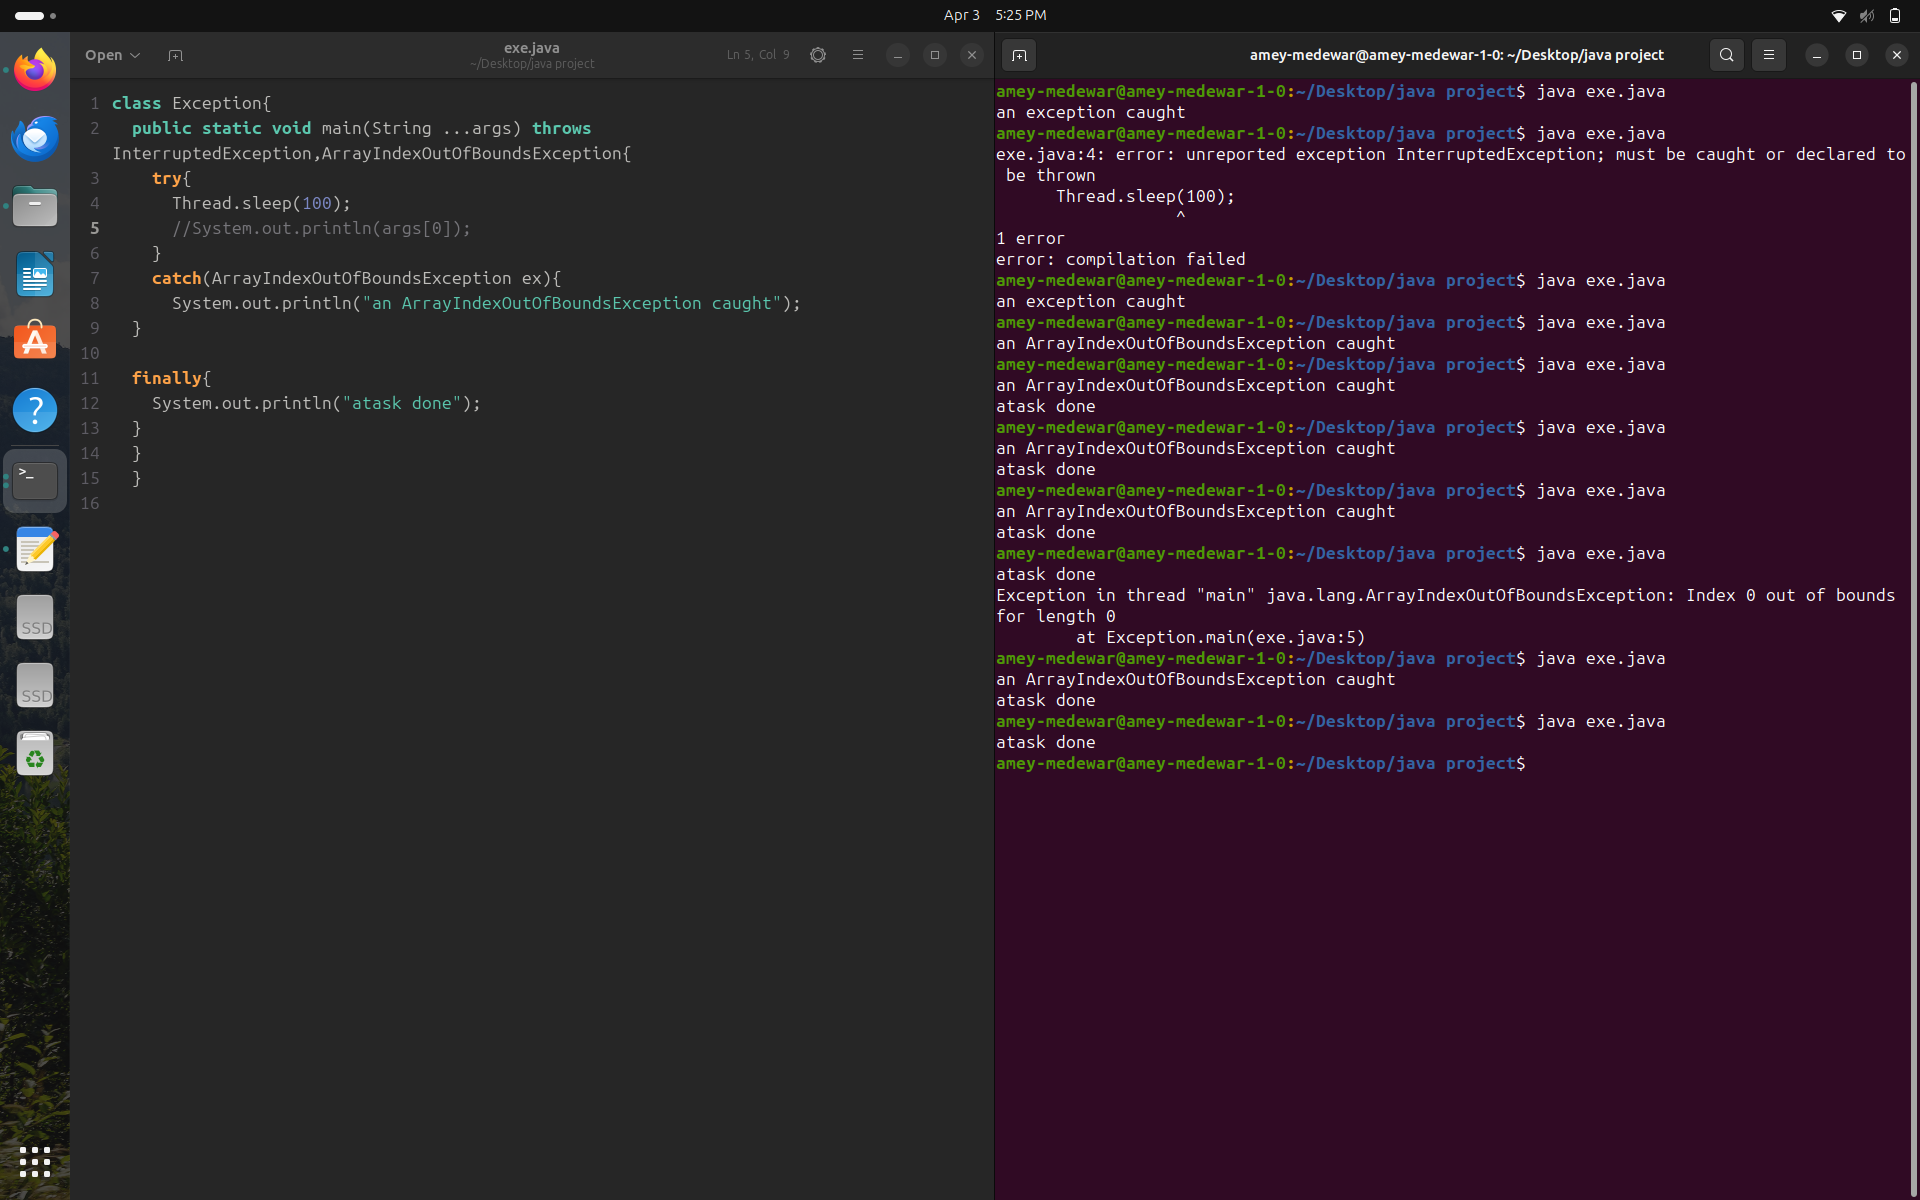 Apr 3 5:25 PM
Open
exe.java
~/Desktop/java project
Ln 5, Col 9
1 class Exception{
2 public static void main(String ...args) throws
InterruptedException,ArrayIndexOutOfBoundsException{
3 try{
4 Thread.sleep(100);
5 //System.out.println(args[0]);
6 }
7 catch(ArrayIndexOutOfBoundsException ex){
8 System.out.println("an ArrayIndexOutOfBoundsException caught");
9 }
10
11 finally{
12 System.out.println("atask done");
13 }
14 }
15 }
16
>_
?
SSD
SSD
amey-medewar@amey-medewar-1-0: ~/Desktop/java project
amey-medewar@amey-medewar-1-0:~/Desktop/java project$ java exe.java
an exception caught
amey-medewar@amey-medewar-1-0:~/Desktop/java project$ java exe.java
exe.java:4: error: unreported exception InterruptedException; must be caught or declared to
be thrown
Thread.sleep(100);
^
1 error
error: compilation failed
amey-medewar@amey-medewar-1-0:~/Desktop/java project$ java exe.java
an exception caught
amey-medewar@amey-medewar-1-0:~/Desktop/java project$ java exe.java
an ArrayIndexOutOfBoundsException caught
amey-medewar@amey-medewar-1-0:~/Desktop/java project$ java exe.java
an ArrayIndexOutOfBoundsException caught
atask done
amey-medewar@amey-medewar-1-0:~/Desktop/java project$ java exe.java
an ArrayIndexOutOfBoundsException caught
atask done
amey-medewar@amey-medewar-1-0:~/Desktop/java project$ java exe.java
an ArrayIndexOutOfBoundsException caught
atask done
amey-medewar@amey-medewar-1-0:~/Desktop/java project$ java exe.java
atask done
Exception in thread "main" java.lang.ArrayIndexOutOfBoundsException: Index 0 out of bounds
for length 0
at Exception.main(exe.java:5)
amey-medewar@amey-medewar-1-0:~/Desktop/java project$ java exe.java
an ArrayIndexOutOfBoundsException caught
atask done
amey-medewar@amey-medewar-1-0:~/Desktop/java project$ java exe.java
atask done
amey-medewar@amey-medewar-1-0:~/Desktop/java project$